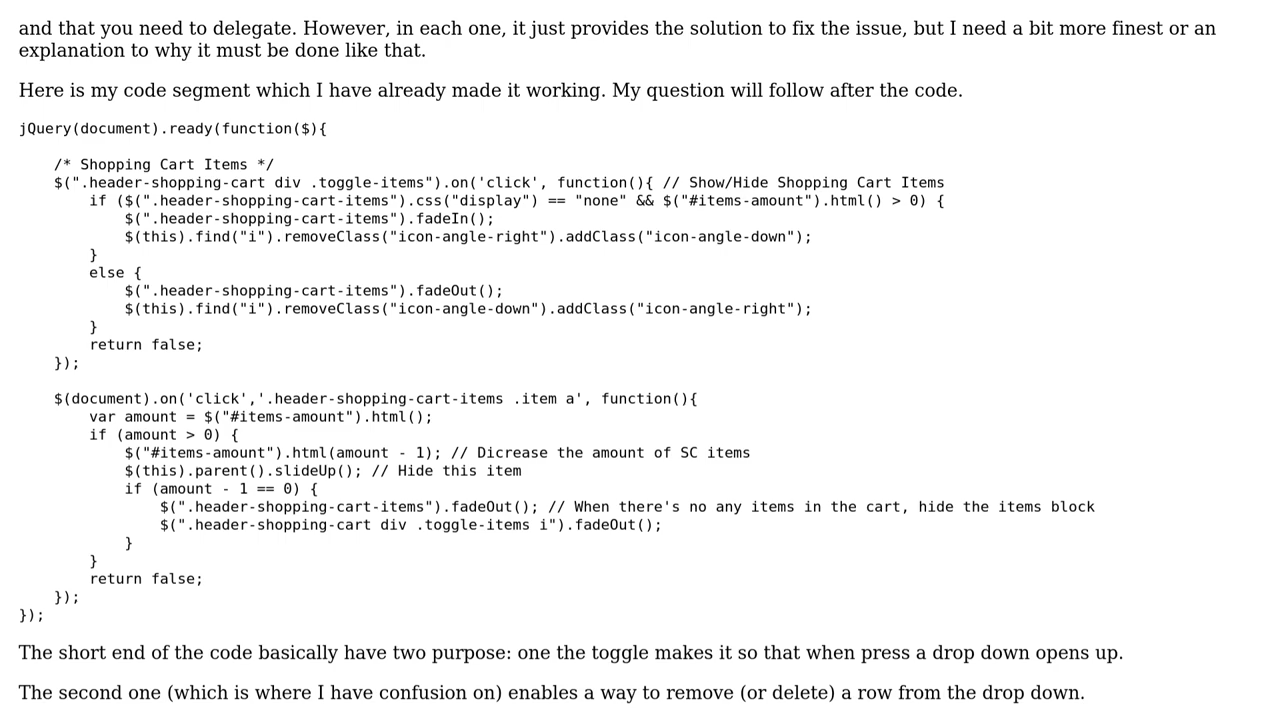 and that you need to delegate. However, in each one, it just provides the solution to fix the issue, but I need a bit more finest or an
explanation to why it must be done like that.
Here is my code segment which I have already made it working. My question will follow after the code.
jQuery(document).ready(function($){
    /* Shopping Cart Items */
    $(".header-shopping-cart div .toggle-items").on('click', function(){ // Show/Hide Shopping Cart Items
        if ($(".header-shopping-cart-items").css("display") == "none" && $("#items-amount").html() > 0) {
            $(".header-shopping-cart-items").fadeIn();
            $(this).find("i").removeClass("icon-angle-right").addClass("icon-angle-down");
        }
        else {
            $(".header-shopping-cart-items").fadeOut();
            $(this).find("i").removeClass("icon-angle-down").addClass("icon-angle-right");
        }
        return false;
    });
    $(document).on('click','.header-shopping-cart-items .item a', function(){
        var amount = $("#items-amount").html();
        if (amount > 0) {
            $("#items-amount").html(amount - 1); // Dicrease the amount of SC items
            $(this).parent().slideUp(); // Hide this item
            if (amount - 1 == 0) {
                $(".header-shopping-cart-items").fadeOut(); // When there's no any items in the cart, hide the items block
                $(".header-shopping-cart div .toggle-items i").fadeOut();
            }
        }
        return false;
    });
});
The short end of the code basically have two purpose: one the toggle makes it so that when press a drop down opens up.
The second one (which is where I have confusion on) enables a way to remove (or delete) a row from the drop down.